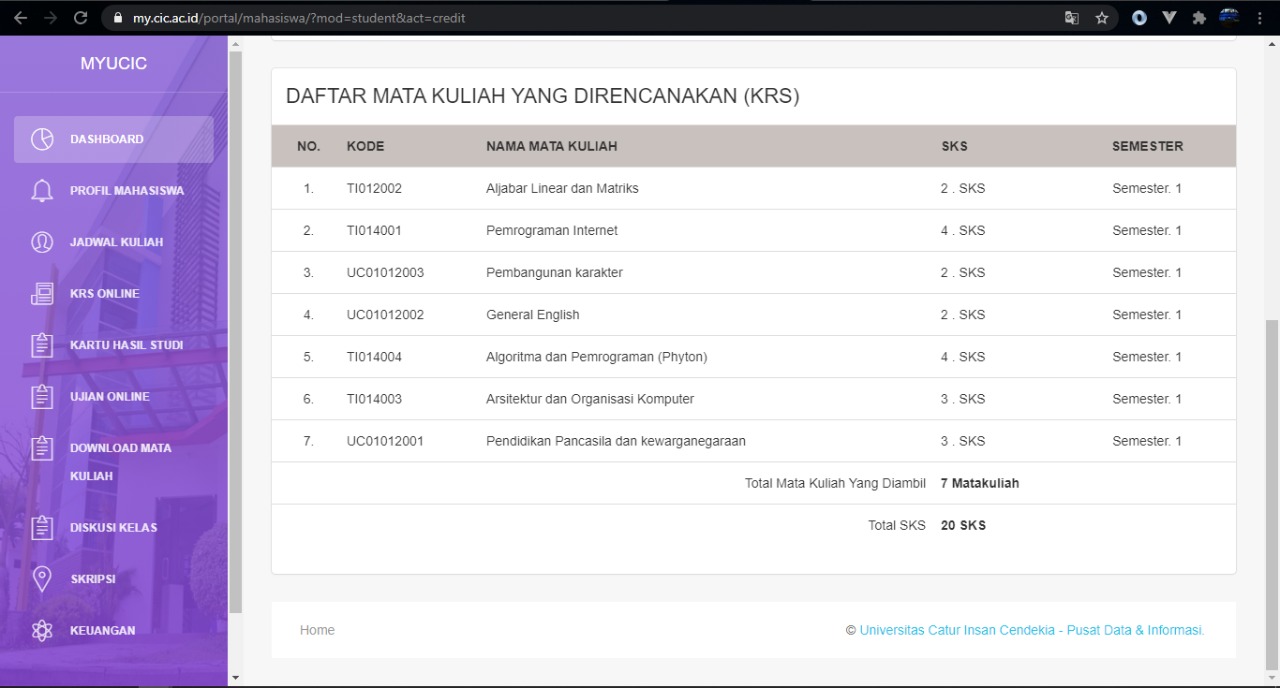 my.cic.ac.id/portal/mahasiswa/?mod=student&act=credit
MYUCIC
DASHBOARD
PROFIL MAHASISWA
JADWAL KULIAH
KRS ONLINE
KARTU HASIL STUDI
UJIAN ONLINE
DOWNLOAD MATA
KULIAH
DISKUSI KELAS
SKRIPSI
KEUANGAN
DAFTAR MATA KULIAH YANG DIRENCANAKAN (KRS)
NO. KODE NAMA MATA KULIAH SKS SEMESTER
1. TI012002 Aljabar Linear dan Matriks 2 . SKS Semester. 1
2. TI014001 Pemrograman Internet 4 . SKS Semester. 1
3. UC01012003 Pembangunan karakter 2 . SKS Semester. 1
4. UC01012002 General English 2 . SKS Semester. 1
5. TI014004 Algoritma dan Pemrograman (Phyton) 4 . SKS Semester. 1
6. TI014003 Arsitektur dan Organisasi Komputer 3 . SKS Semester. 1
7. UC01012001 Pendidikan Pancasila dan kewarganegaraan 3 . SKS Semester. 1
Total Mata Kuliah Yang Diambil 7 Matakuliah
Total SKS 20 SKS
Home © Universitas Catur Insan Cendekia - Pusat Data & Informasi.